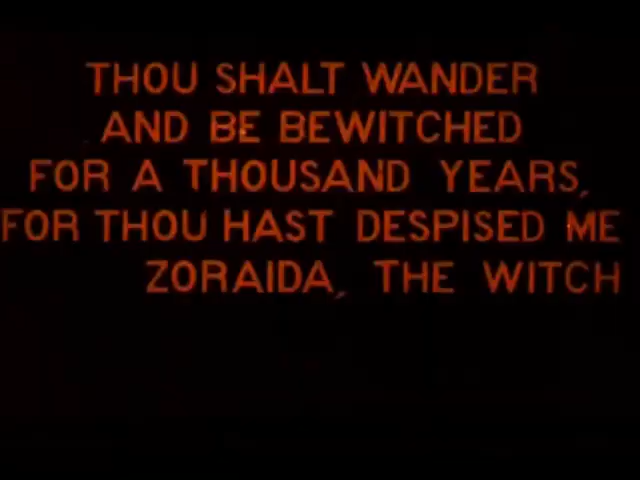 THOU SHALT WANDER
AND BE BEWITCHED
FOR A THOUSAND YEARS,
FOR THOU HAST DESPISED ME
ZORAIDA, THE WITCH